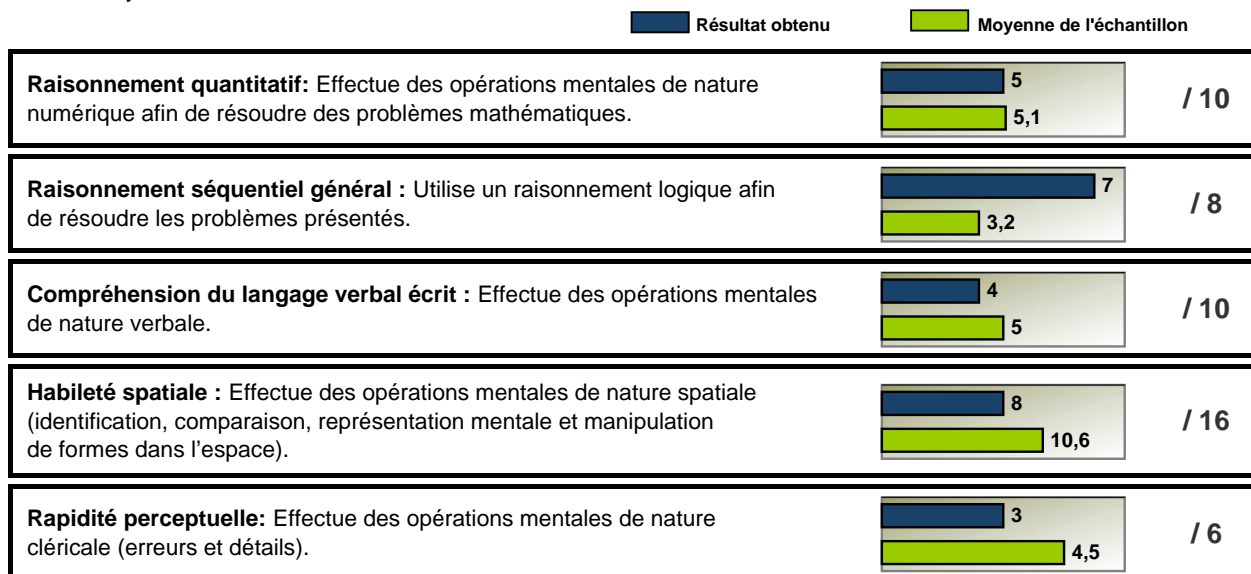 Résultat obtenu Moyenne de l'échantillon
Raisonnement quantitatif: Effectue des opérations mentales de nature
numérique afin de résoudre des problèmes mathématiques.
5
5,1
/ 10
Raisonnement séquentiel général : Utilise un raisonnement logique afin
de résoudre les problèmes présentés.
7
3,2
/ 8
Compréhension du langage verbal écrit : Effectue des opérations mentales
de nature verbale.
4
5
/ 10
Habileté spatiale : Effectue des opérations mentales de nature spatiale
(identification, comparaison, représentation mentale et manipulation
de formes dans l'espace).
8
10,6
/ 16
Rapidité perceptuelle: Effectue des opérations mentales de nature
cléricale (erreurs et détails).
3
4,5
/ 6